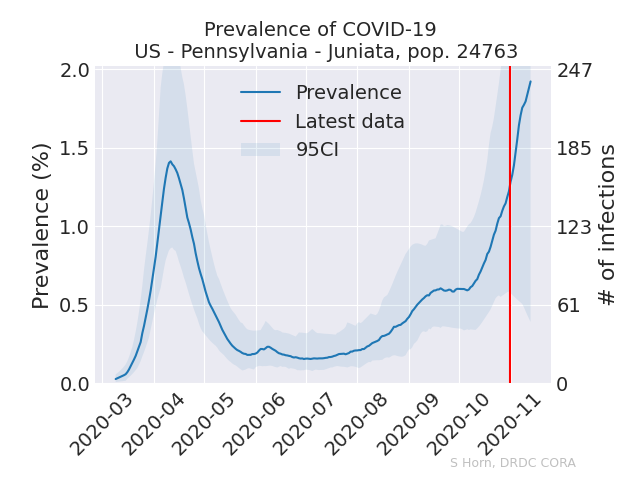 Prevalence of COVID-19
US - Pennsylvania - Juniata, pop. 24763
Prevalence
Latest data
95CI
Prevalence (%)
2.0
1.5
1.0
0.5
0.0
247
185
123
61
0
# of infections
2020-03
2020-04
2020-05
2020-06
2020-07
2020-08
2020-09
2020-10
2020-11
S Horn, DRDC CORA